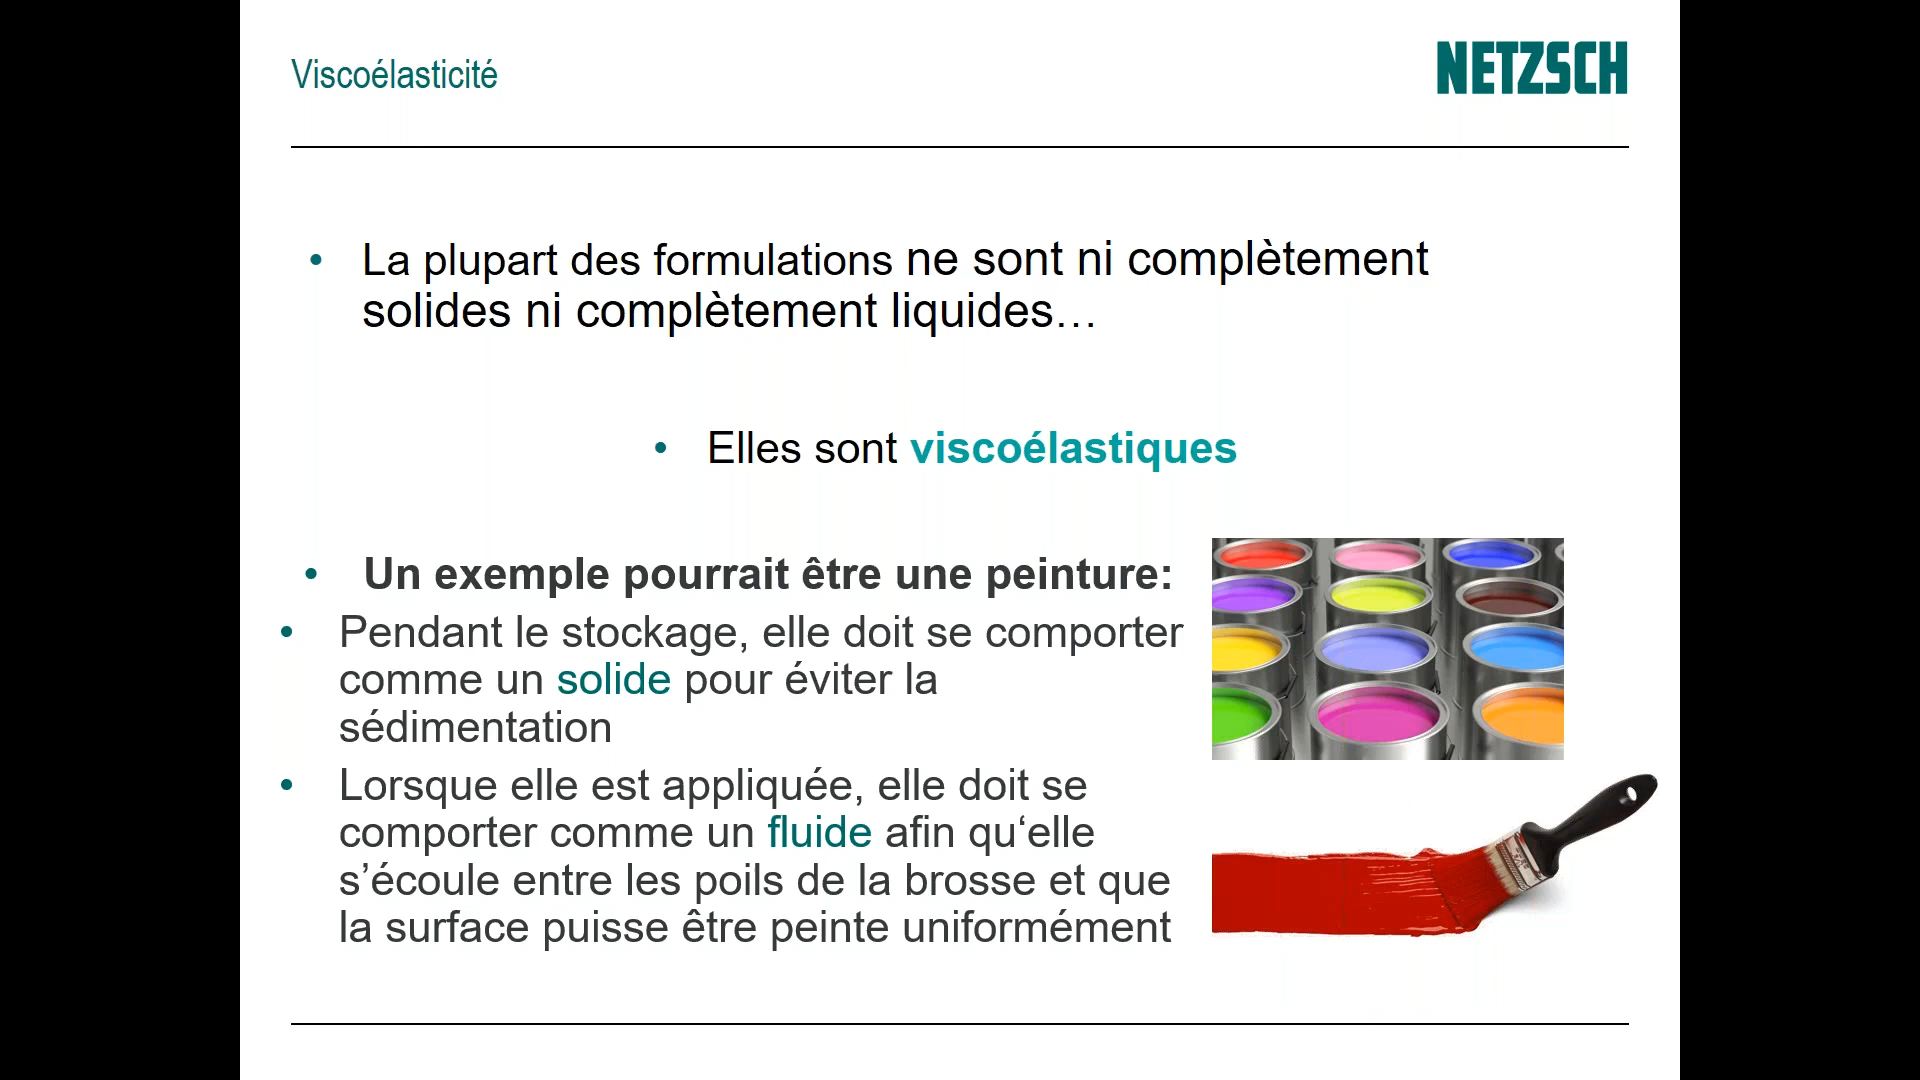 Viscoélasticité
NETZSCH
• La plupart des formulations ne sont ni complètement
solides ni complètement liquides…
• Elles sont viscoélastiques
• Un exemple pourrait être une peinture:
• Pendant le stockage, elle doit se comporter
comme un solide pour éviter la
sédimentation
• Lorsque elle est appliquée, elle doit se
comporter comme un fluide afin qu‘elle
s’écoule entre les poils de la brosse et que
la surface puisse être peinte uniformément